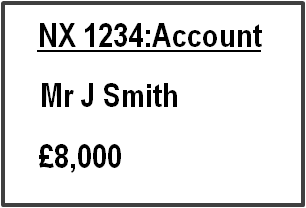 NX 1234:Account
Mr J Smith
£8,000